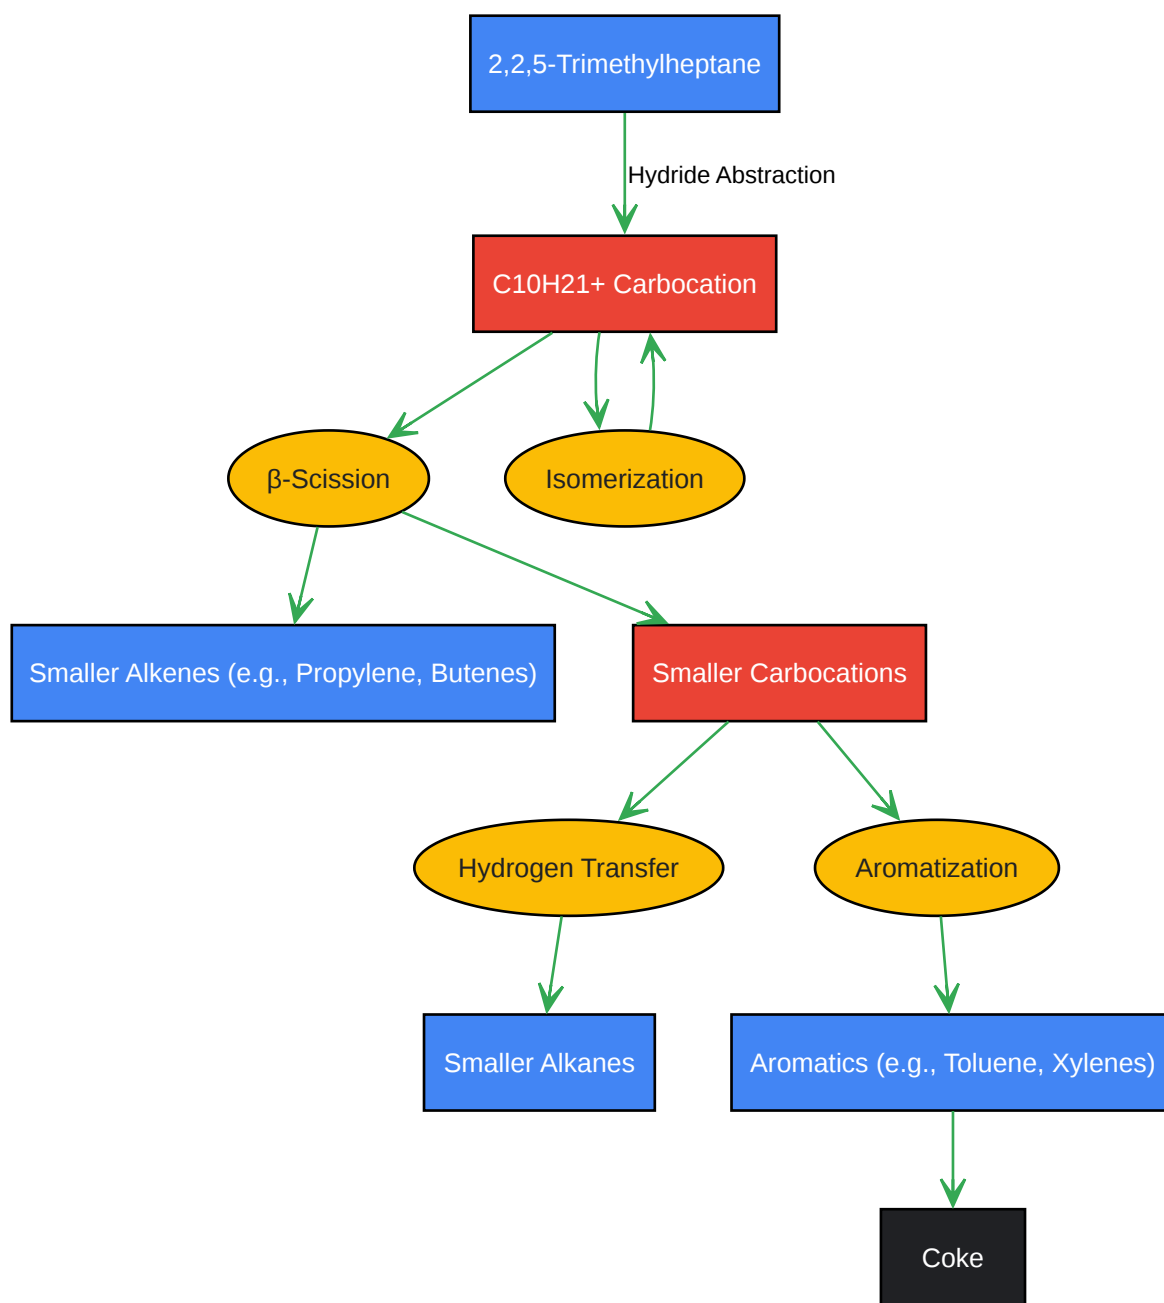 2,2,5-Trimethylheptane
Hydride Abstraction
C10H21+ Carbocation
β-Scission
Isomerization
Smaller Alkenes (e.g., Propylene, Butenes)
Smaller Carbocations
Hydrogen Transfer
Aromatization
Smaller Alkanes
Aromatics (e.g., Toluene, Xylenes)
Coke